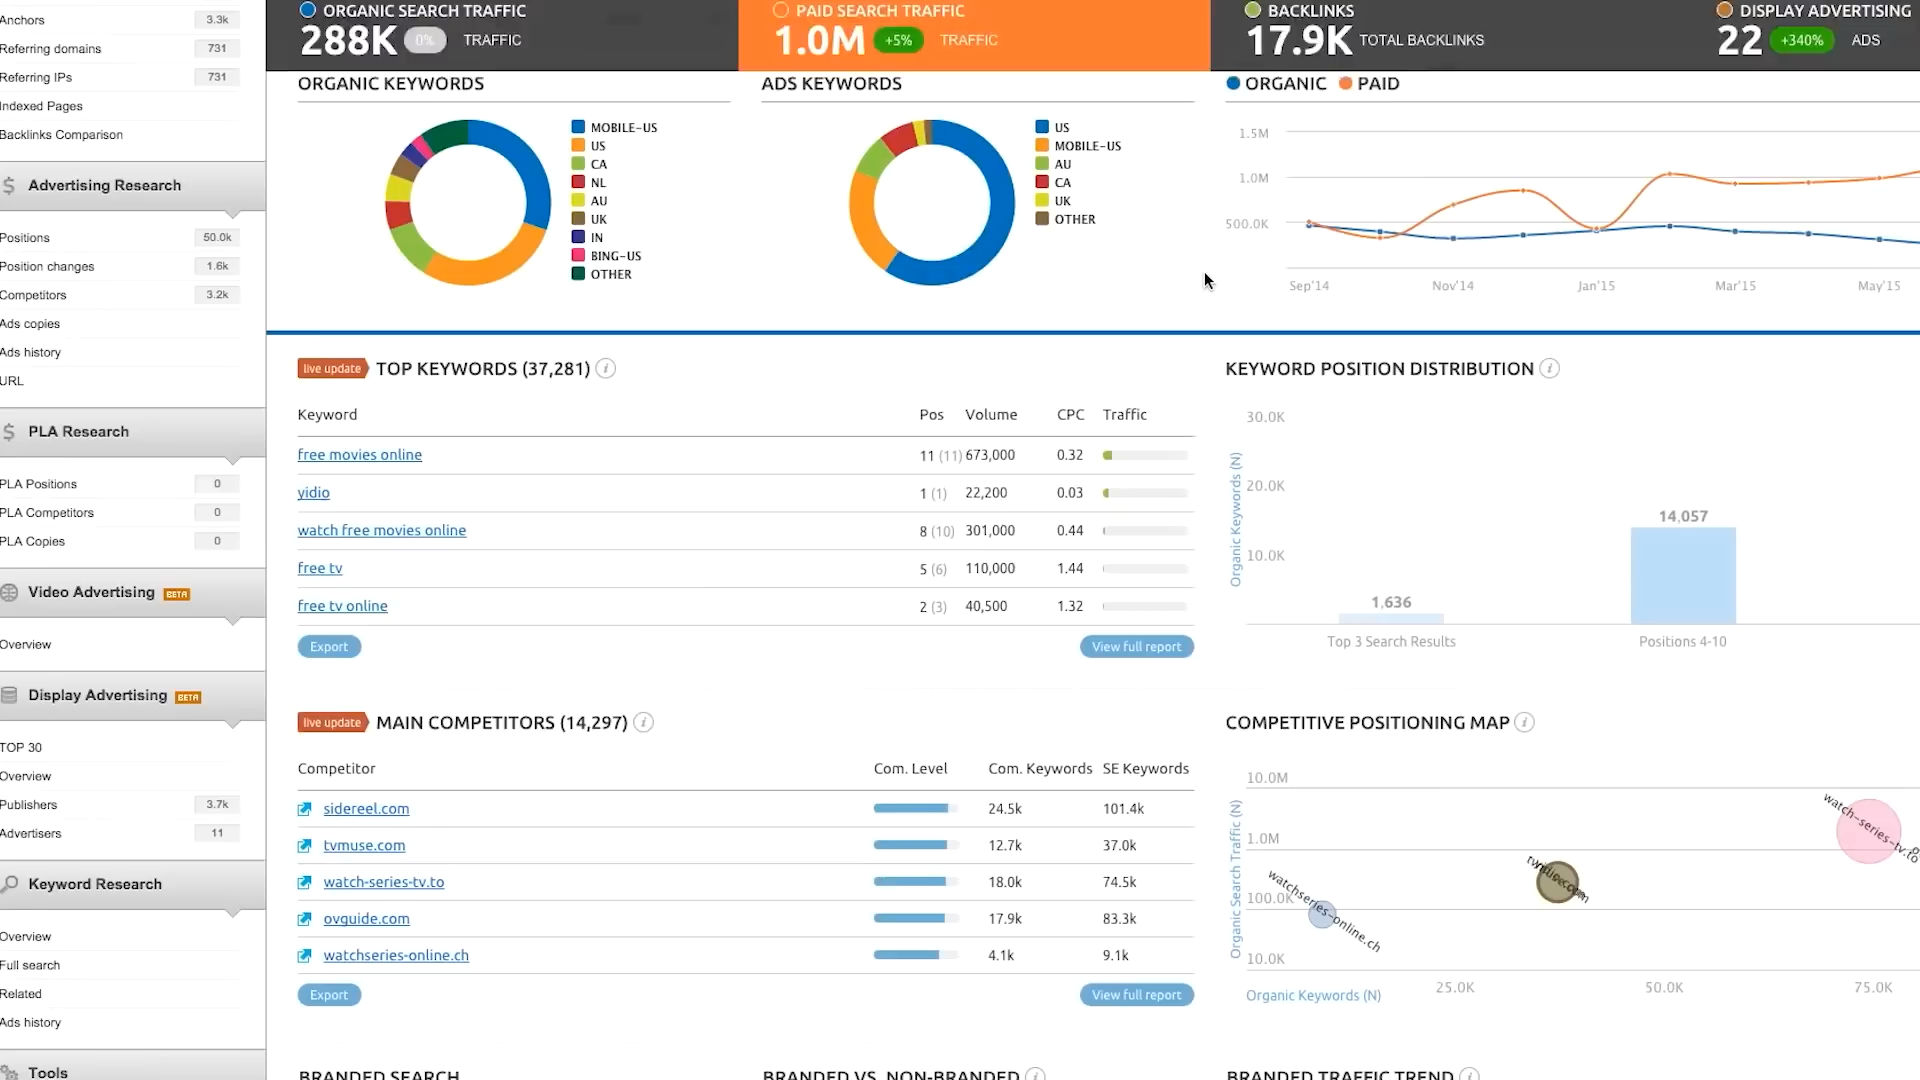 Anchors 3.3k
Referring domains 731
Referring IPs 731
Indexed Pages
Backlinks Comparison
Advertising Research
Positions 50.0k
Position changes 1.6k
Competitors 3.2k
Ads copies
Ads history
URL
PLA Research
PLA Positions 0
PLA Competitors 0
PLA Copies 0
Video Advertising BETA
Overview
Display Advertising BETA
TOP 30
Overview
Publishers 3.7k
Advertisers 11
Keyword Research
Overview
Full search
Related
Ads history
Tools
ORGANIC SEARCH TRAFFIC
288K 0% TRAFFIC
PAID SEARCH TRAFFIC
1.0M +5% TRAFFIC
BACKLINKS
17.9K TOTAL BACKLINKS
DISPLAY ADVERTISING
22 +340% ADS
ORGANIC KEYWORDS
MOBILE-US
US
CA
NL
AU
UK
IN
BING-US
OTHER
ADS KEYWORDS
US
MOBILE-US
AU
CA
UK
OTHER
ORGANIC PAID
1.5M
1.0M
500.0K
Sep'14 Nov'14 Jan'15 Mar'15 May'15
live update TOP KEYWORDS (37,281) i
Keyword Pos Volume CPC Traffic
free movies online 11 (11) 673,000 0.32
yidio 1 (1) 22,200 0.03
watch free movies online 8 (10) 301,000 0.44
free tv 5 (6) 110,000 1.44
free tv online 2 (3) 40,500 1.32
Export View full report
KEYWORD POSITION DISTRIBUTION i
Organic Keywords (N)
30.0K
20.0K
10.0K
14,057
1,636
Top 3 Search Results Positions 4-10
live update MAIN COMPETITORS (14,297) i
Competitor Com. Level Com. Keywords SE Keywords
sidereel.com 24.5k 101.4k
tvmuse.com 12.7k 37.0k
watch-series-tv.to 18.0k 74.5k
ovguide.com 17.9k 83.3k
watchseries-online.ch 4.1k 9.1k
Export View full report
COMPETITIVE POSITIONING MAP i
Organic Search Traffic (N)
10.0M
1.0M
100.0K
10.0K
watch-series-tv.to
watchseries-online.ch
25.0K 50.0K 75.0K
Organic Keywords (N)
BRANDED SEARCH
BRANDED VS. NON-BRANDED i
BRANDED TRAFFIC TREND i